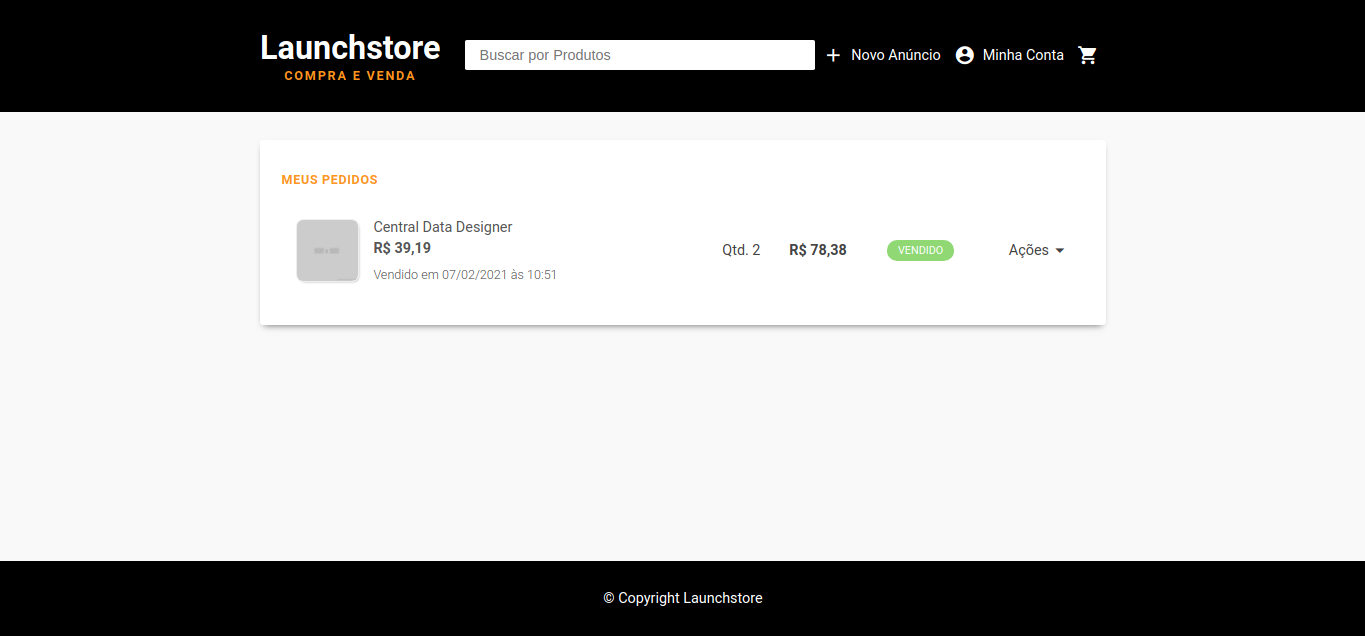 Launchstore
COMPRA E VENDA
Buscar por Produtos
Novo Anúncio
Minha Conta
MEUS PEDIDOS
Central Data Designer
R$ 39,19
Vendido em 07/02/2021 às 10:51
Qtd. 2
R$ 78,38
VENDIDO
Ações
© Copyright Launchstore